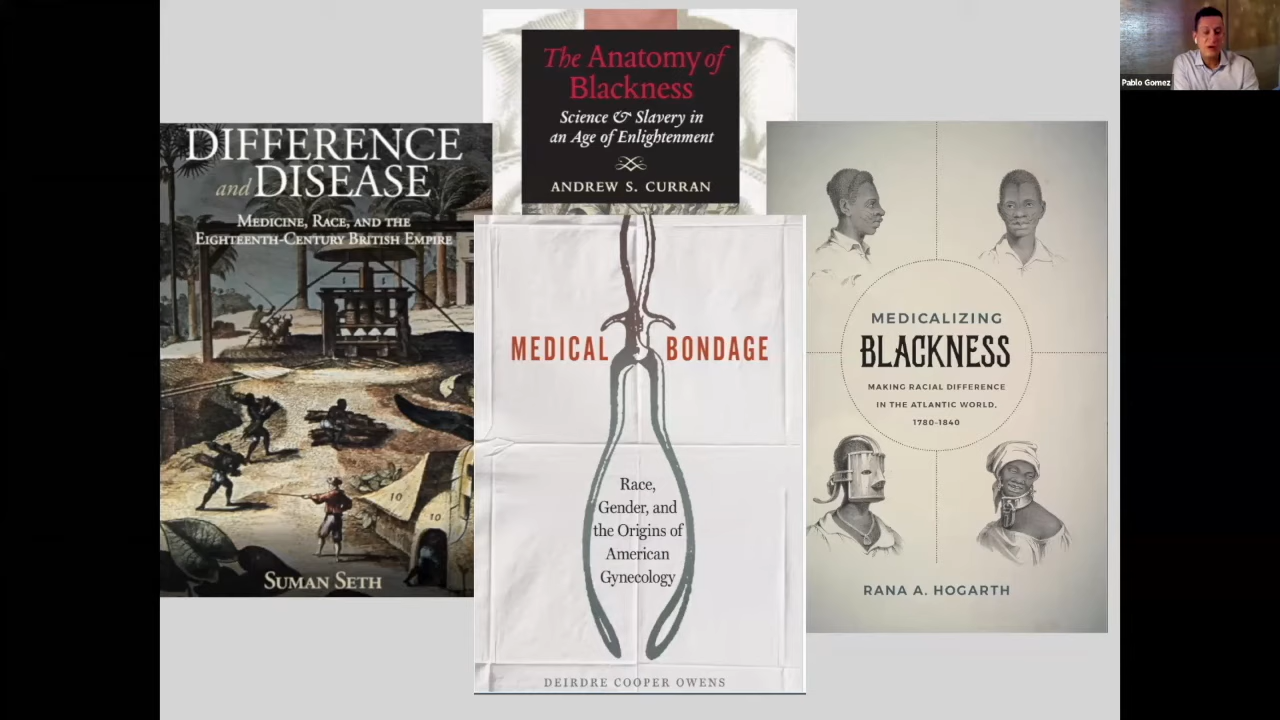 The Anatomy of
Blackness
Science & Slavery in
an Age of Enlightenment
ANDREW S. CURRAN
DIFFERENCE
and DISEASE
MEDICINE, RACE, AND THE
EIGHTEENTH-CENTURY BRITISH EMPIRE
10
10
SUMAN SETH
MEDICAL BONDAGE
Race,
Gender, and
the Origins of
American
Gynecology
DEIRDRE COOPER OWENS
MEDICALIZING
BLACKNESS
MAKING RACIAL DIFFERENCE
IN THE ATLANTIC WORLD,
1780-1840
RANA A. HOGARTH
Pablo Gomez